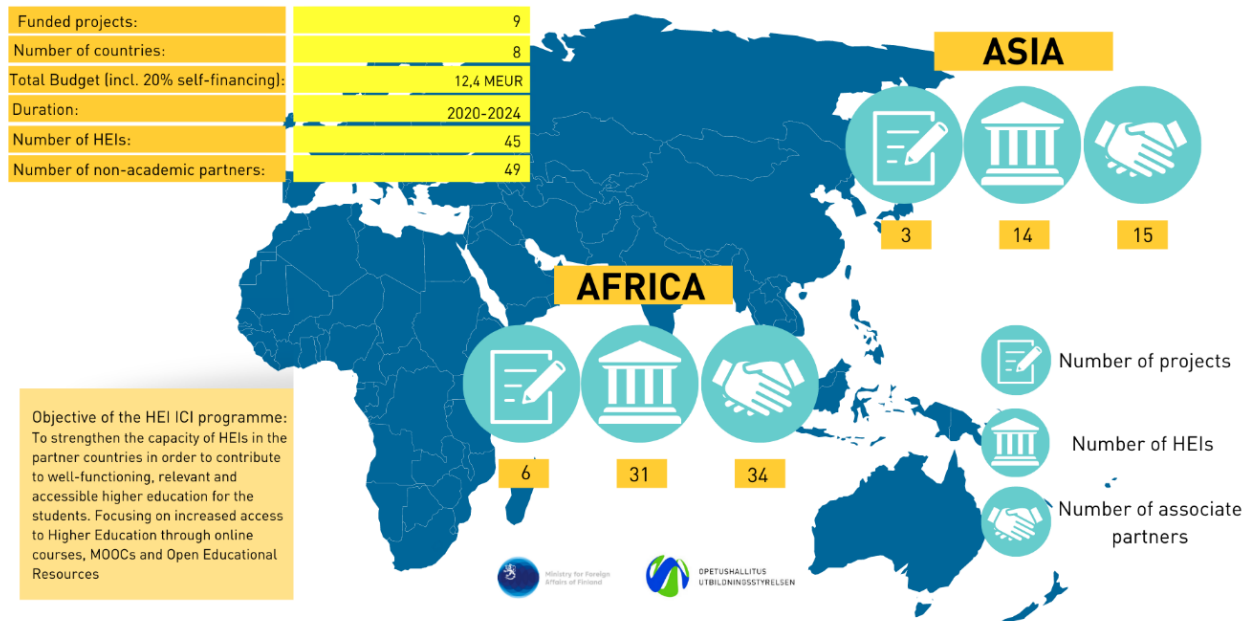 Funded projects: 9
Number of countries: 8
Total Budget (incl. 20% self-financing): 12,4 MEUR
Duration: 2020-2024
Number of HEIs: 45
Number of non-academic partners: 49
ASIA
3 14 15
AFRICA
6 31 34
Number of projects
Number of HEIs
Number of associate
partners
Objective of the HEI ICI programme:
To strengthen the capacity of HEIs in the
partner countries in order to contribute
to well-functioning, relevant and
accessible higher education for the
students. Focusing on increased access
to Higher Education through online
courses, MOOCs and Open Educational
Resources
Ministry for Foreign
Affairs of Finland
OPETUSHALLITUS
UTBILDNINGSSTYRELSEN